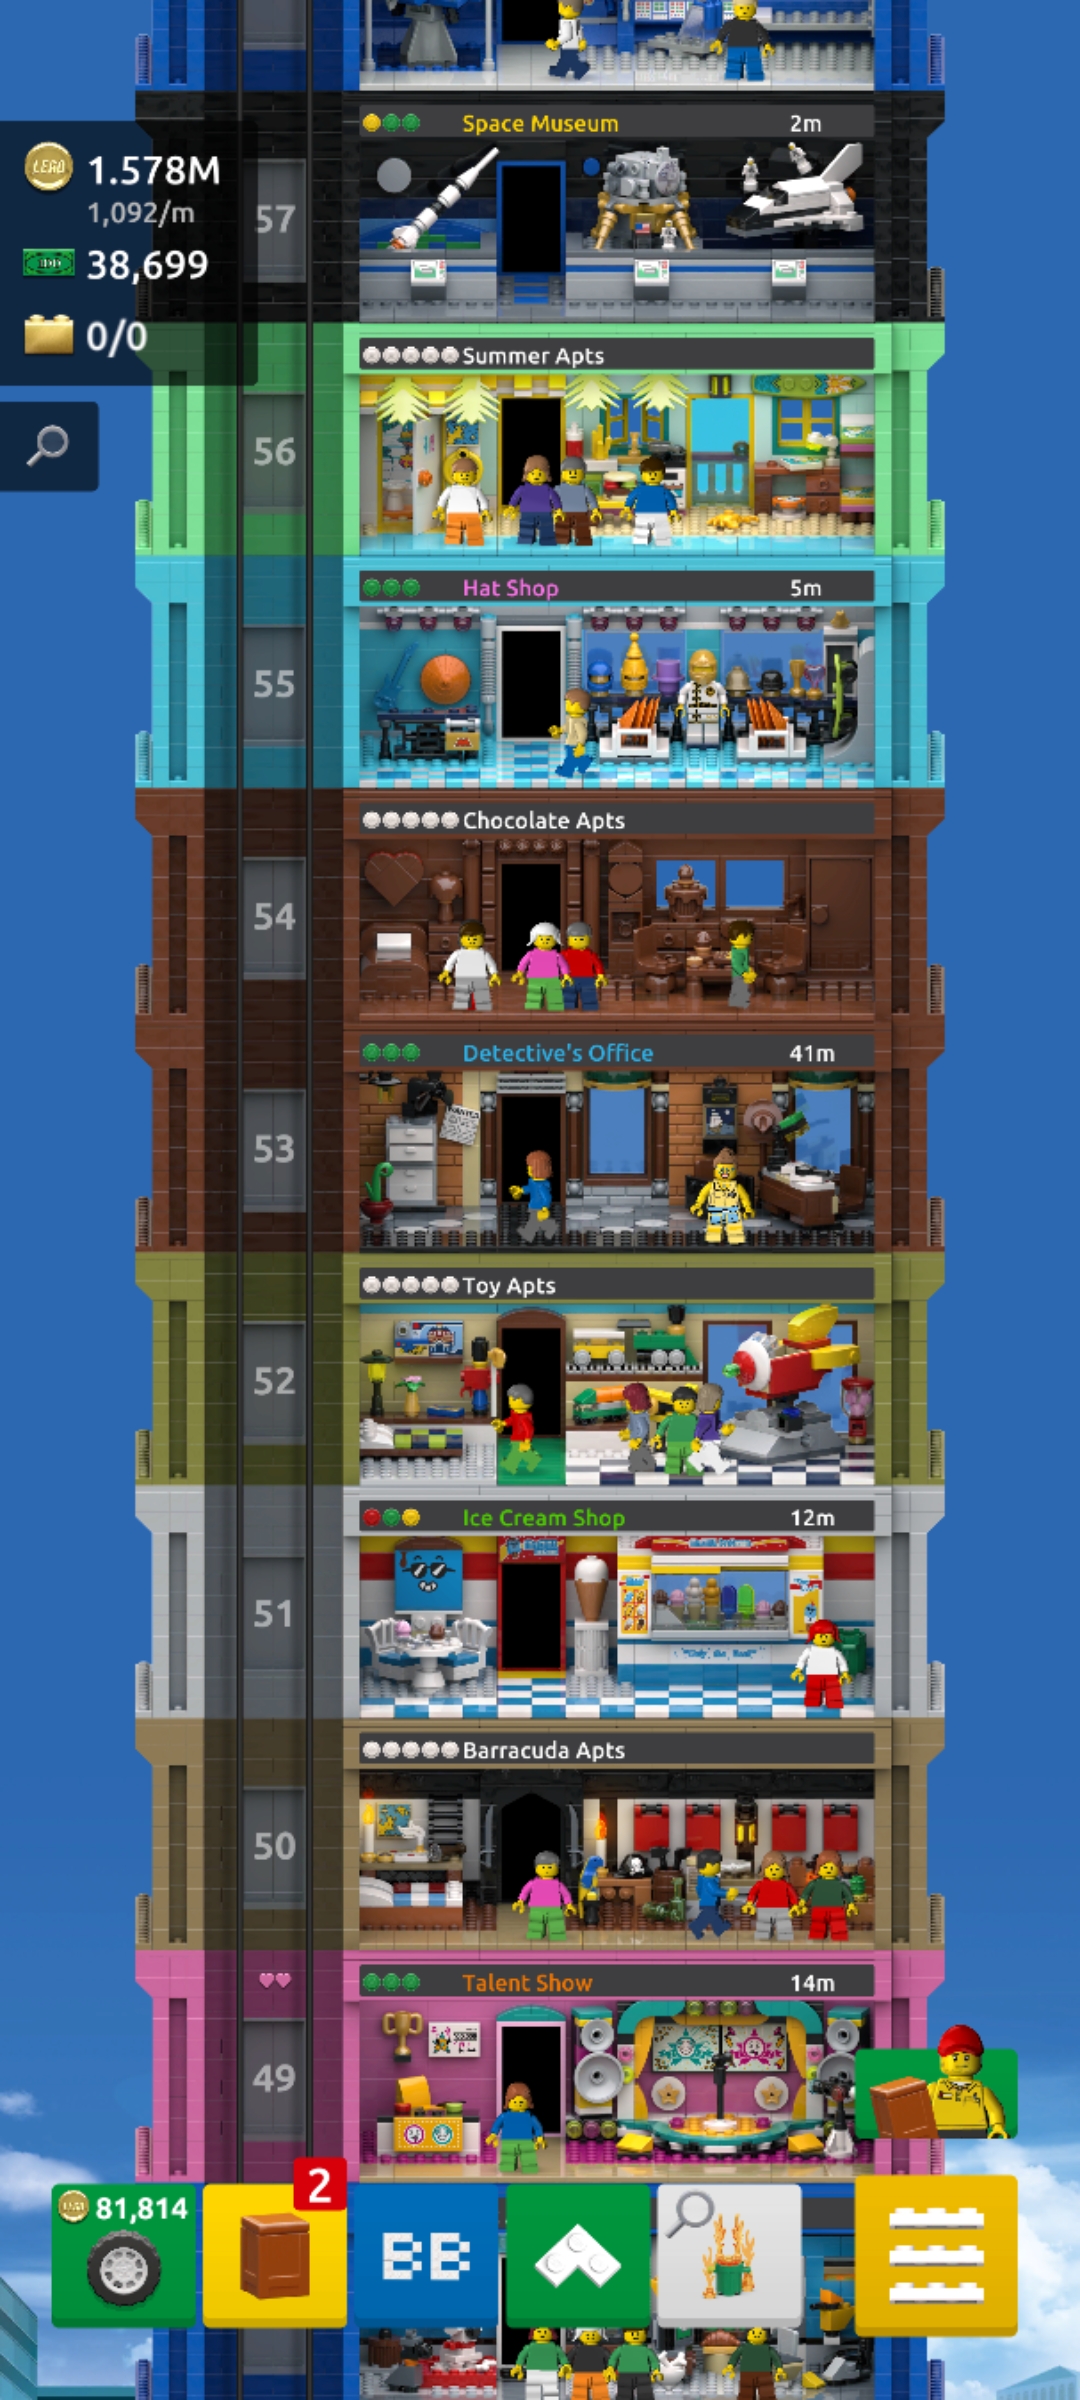 Space Museum 2m
1.578M
1,092/m
57
38,699
0/0
Summer Apts
56
Hat Shop 5m
55
Chocolate Apts
54
Detective's Office 41m
53
Toy Apts
52
Ice Cream Shop 12m
51
Barracuda Apts
50
Talent Show 14m
49
2
81,814
BB